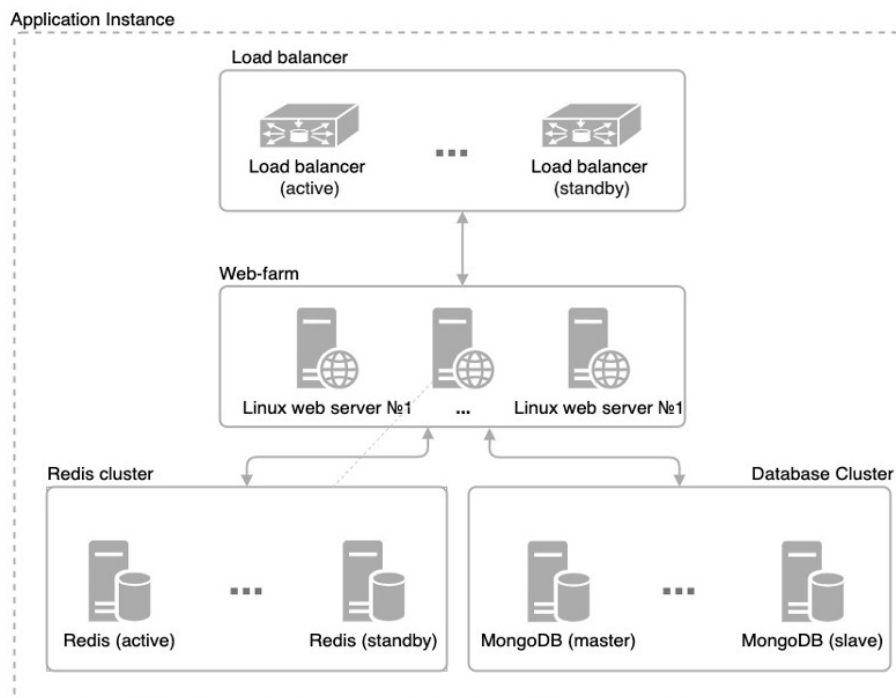 Application Instance
Load balancer
Load balancer
(active)
...
Load balancer
(standby)
Web-farm
Linux web server №1
...
Linux web server №1
Redis cluster
Database Cluster
Redis (active)
...
Redis (standby)
MongoDB (master)
...
MongoDB (slave)